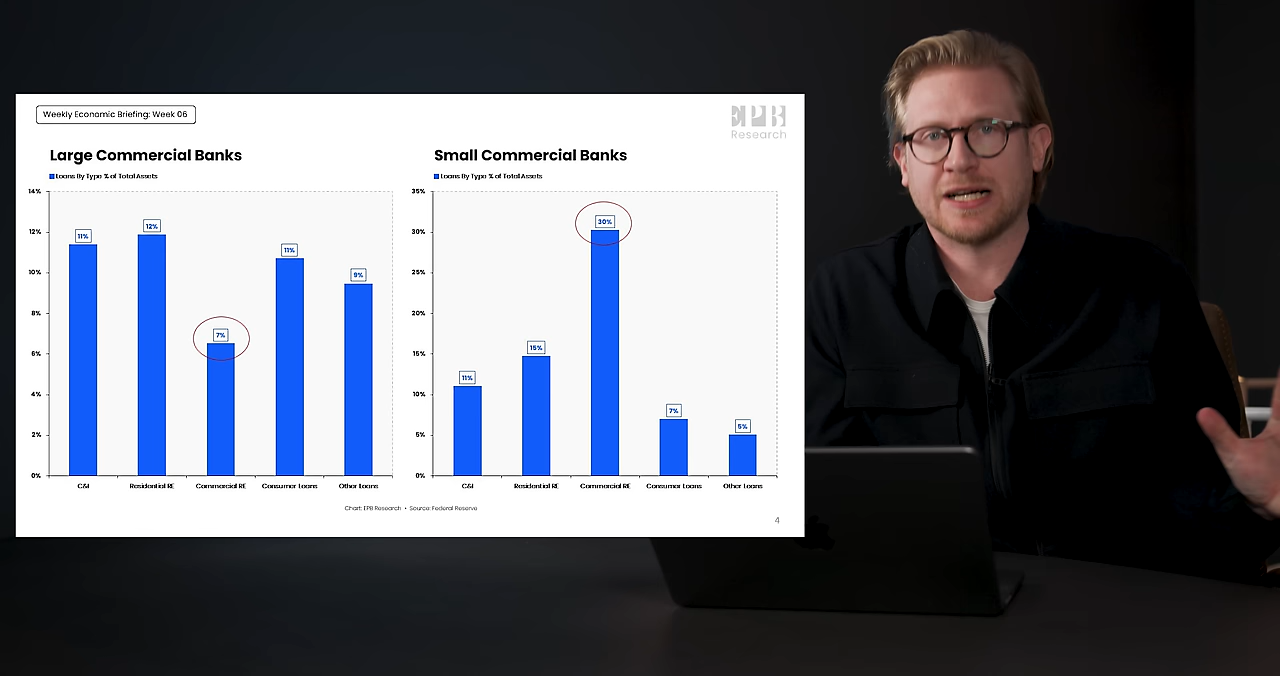 Weekly Economic Briefing: Week 06
EPB
Research
Large Commercial Banks
Loans By Type % of Total Assets
14%
12%
10%
8%
6%
4%
2%
0%
11%
12%
7%
11%
9%
C&I
Residential RE
Commercial RE
Consumer Loans
Other Loans
Small Commercial Banks
Loans By Type % of Total Assets
35%
30%
25%
20%
15%
10%
5%
0%
11%
15%
30%
7%
5%
C&I
Residential RE
Commercial RE
Consumer Loans
Other Loans
Chart: EPB Research • Source: Federal Reserve
4